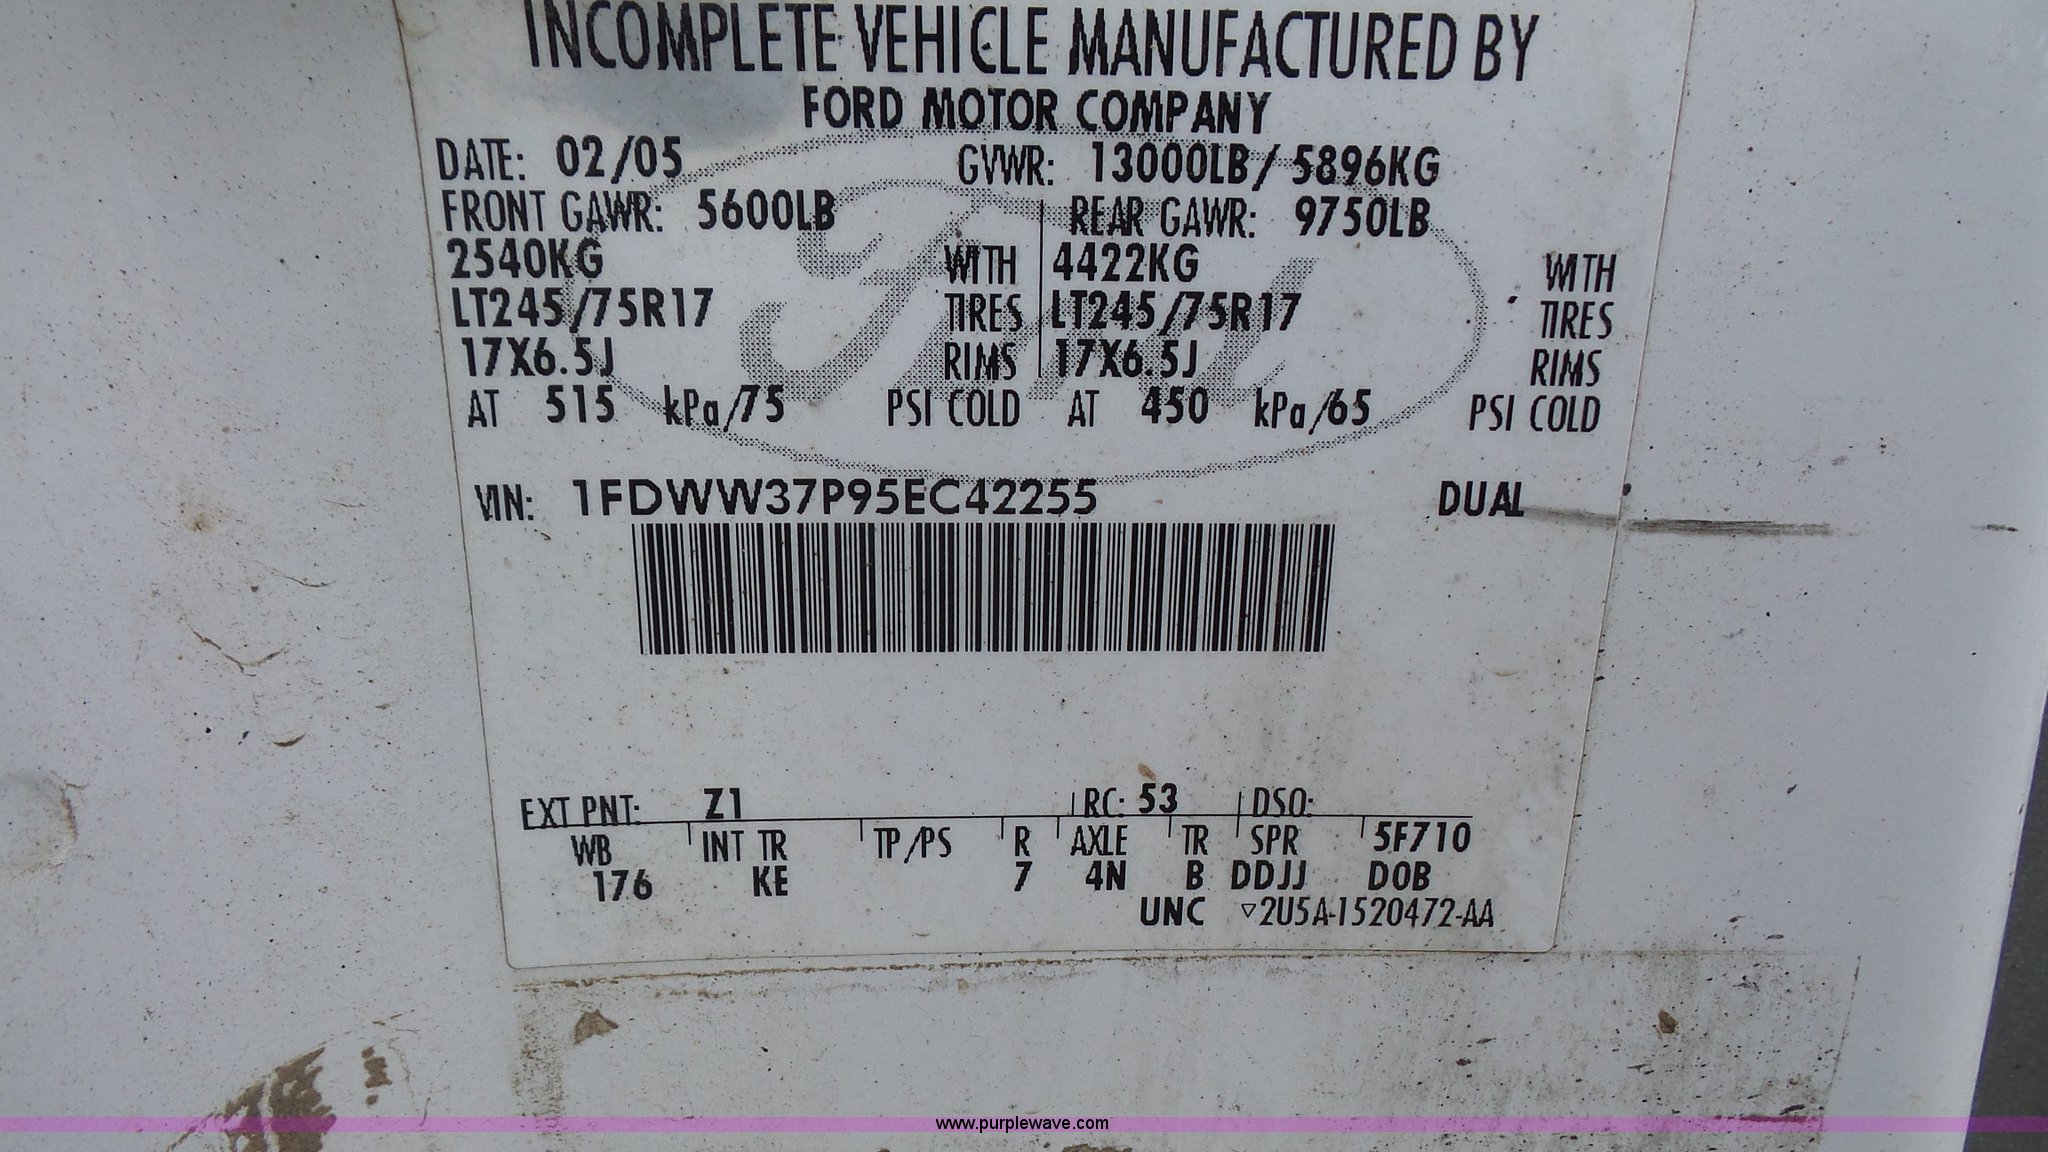 INCOMPLETE VEHICLE MANUFACTURED BY
FORD MOTOR COMPANY
DATE: 02/05 GVWR: 13000LB/ 5896KG
FRONT GAWR: 5600LB REAR GAWR: 9750LB
2540KG WITH 4422KG WITH
LT245/75R17 TIRES LT245/75R17 TIRES
17X6.5J RIMS 17X6.5J RIMS
AT 515 kPa/75 PSI COLD AT 450 kPa/65 PSI COLD
VIN: 1FDWW37P95EC42255 DUAL
EXT PNT: Z1 RC: 53 DSO:
WB INT TR TP/PS R AXLE TR SPR 5F710
176 KE 7 4N B DDJJ DOB
UNC ▽2U5A-1520472-AA
www.purplewave.com